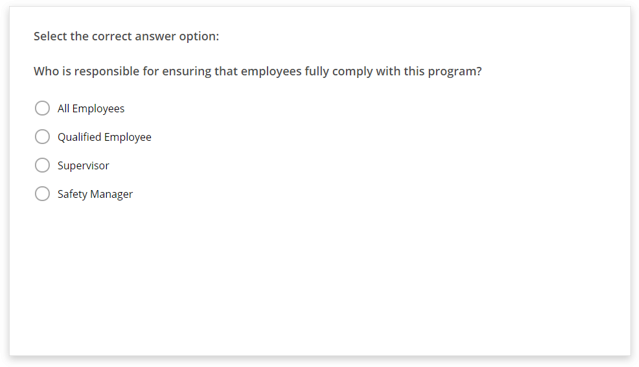 Select the correct answer option:
Who is responsible for ensuring that employees fully comply with this program?
All Employees
Qualified Employee
Supervisor
Safety Manager